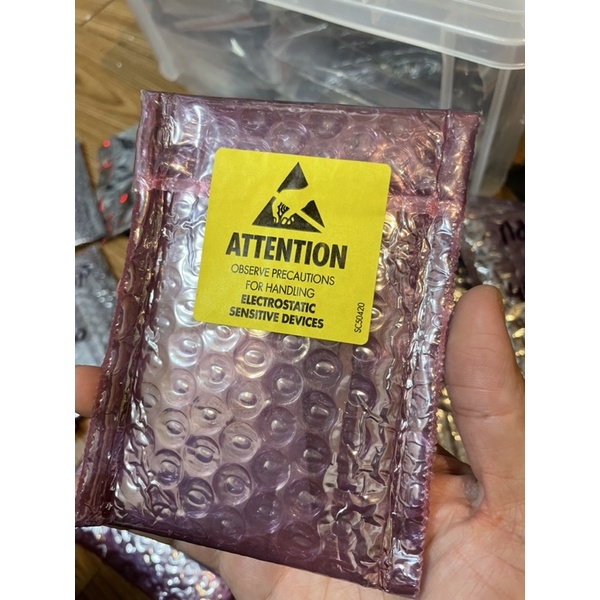 ATTENTION
OBSERVE PRECAUTIONS
FOR HANDLING
ELECTROSTATIC
SENSITIVE DEVICES
SC50420